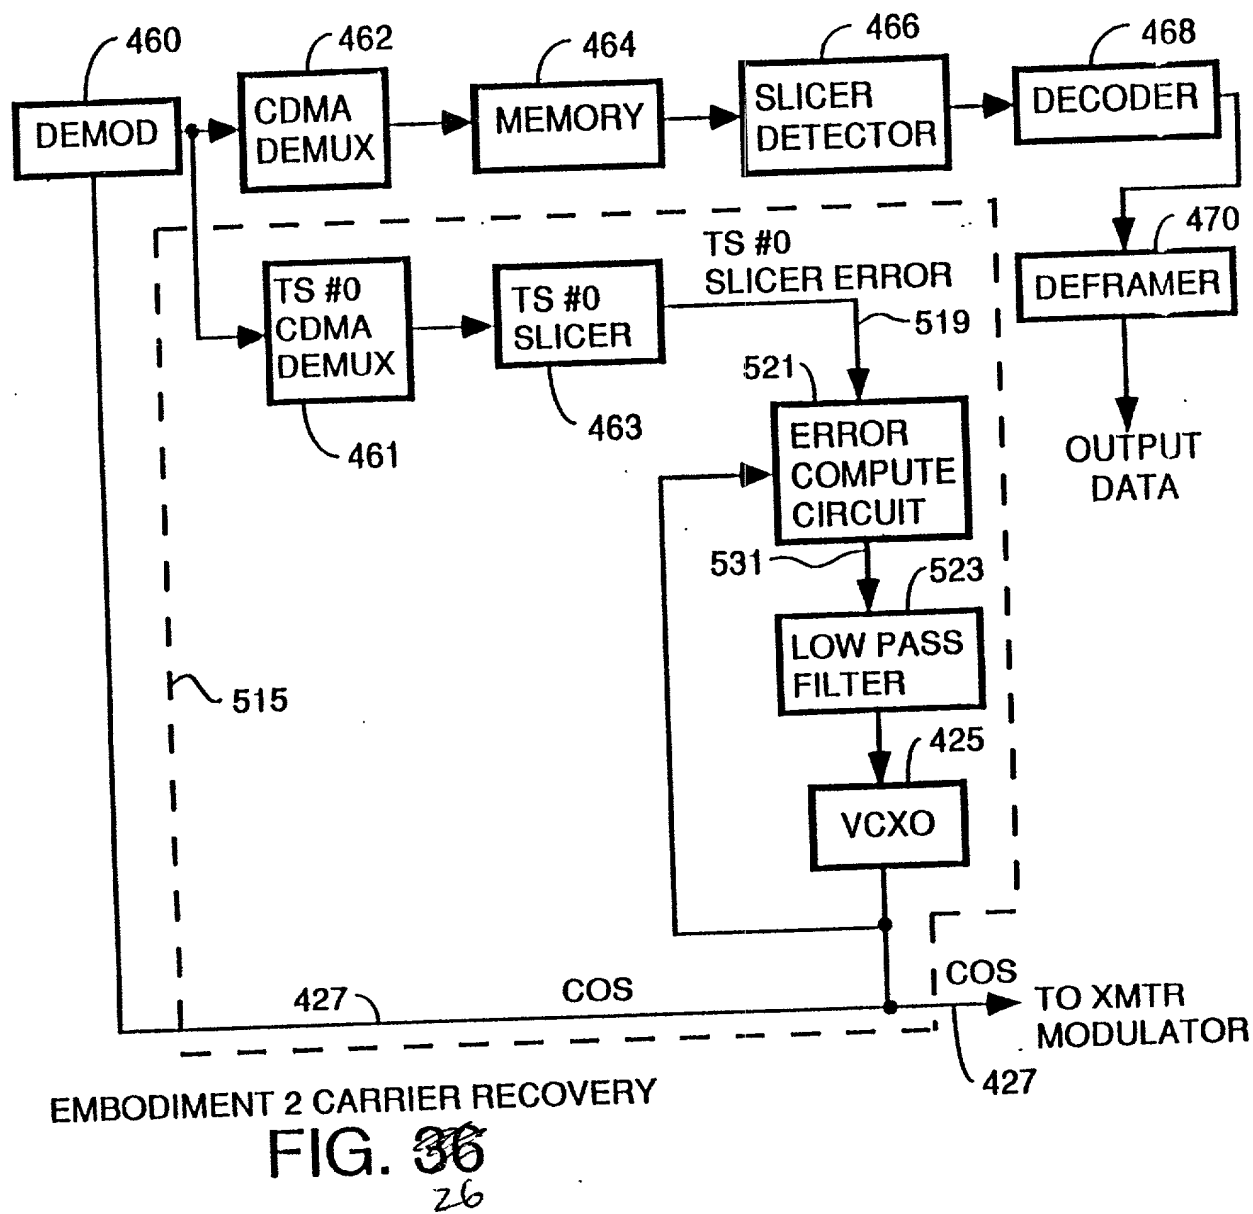 460
462
464
466
468
DEMOD
CDMA
DEMUX
MEMORY
SLICER
DETECTOR
DECODER
470
DEFRAMER
OUTPUT
DATA
TS #0
CDMA
DEMUX
461
TS #0
SLICER
463
TS #0
SLICER ERROR
519
521
ERROR
COMPUTE
CIRCUIT
531
523
LOW PASS
FILTER
515
425
VCXO
427
COS
COS
TO XMTR
MODULATOR
427
EMBODIMENT 2 CARRIER RECOVERY
FIG. 36
26